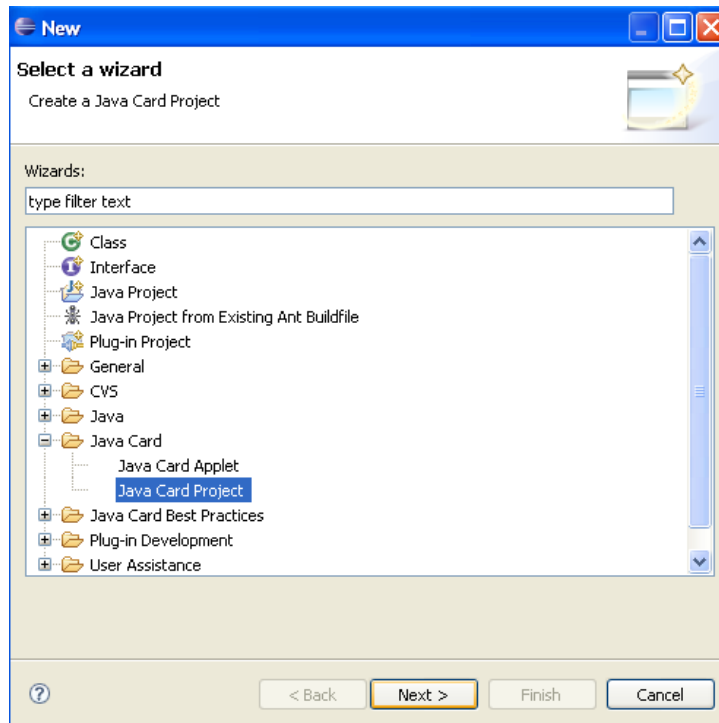 New
Select a wizard
Create a Java Card Project
Wizards:
type filter text
Class
Interface
Java Project
Java Project from Existing Ant Buildfile
Plug-in Project
General
CVS
Java
Java Card
Java Card Applet
Java Card Project
Java Card Best Practices
Plug-in Development
User Assistance
< Back Next > Finish Cancel